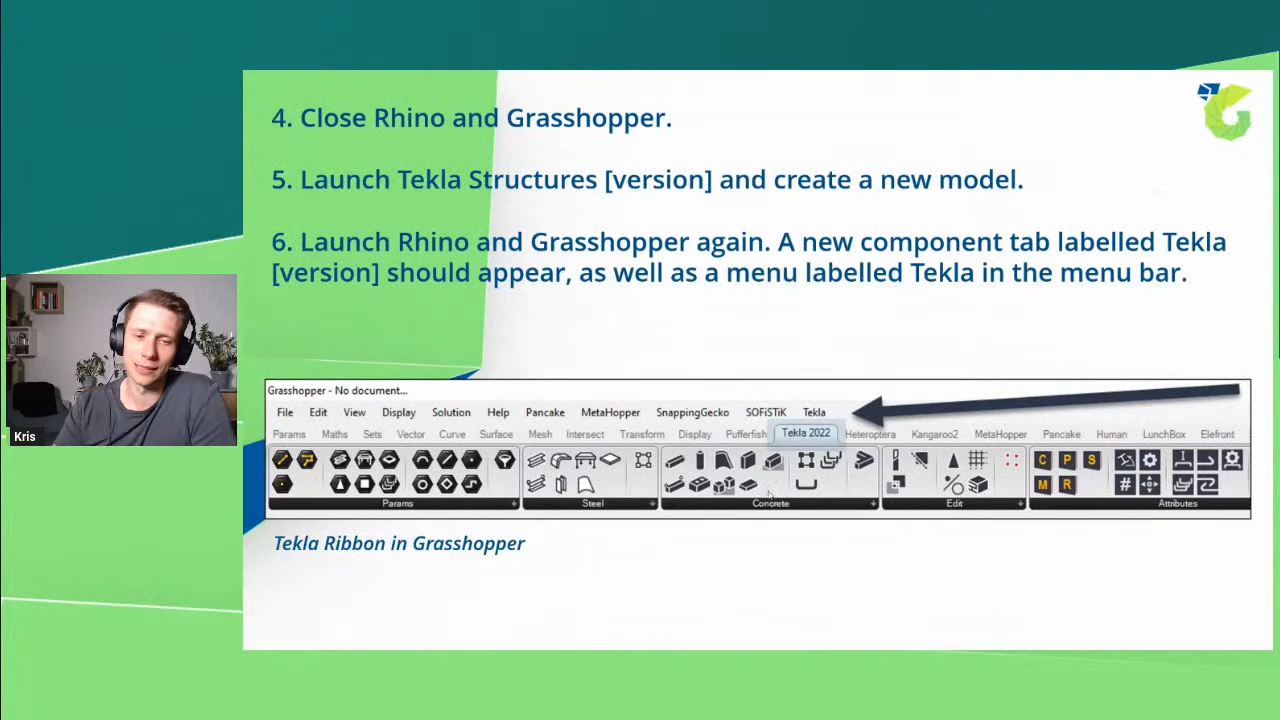 4. Close Rhino and Grasshopper.
5. Launch Tekla Structures [version] and create a new model.
6. Launch Rhino and Grasshopper again. A new component tab labelled Tekla
[version] should appear, as well as a menu labelled Tekla in the menu bar.
Kris
Grasshopper - No document...
File Edit View Display Solution Help Pancake MetaHopper SnappingGecko SOFiSTiK Tekla
Params Maths Sets Vector Curve Surface Mesh Intersect Transform Display Pufferfish Tekla 2022 Heteroptera Kangaroo2 MetaHopper Pancake Human LunchBox Elefront
C P S
M R #
Params Steel Concrete Edit Attributes
Tekla Ribbon in Grasshopper